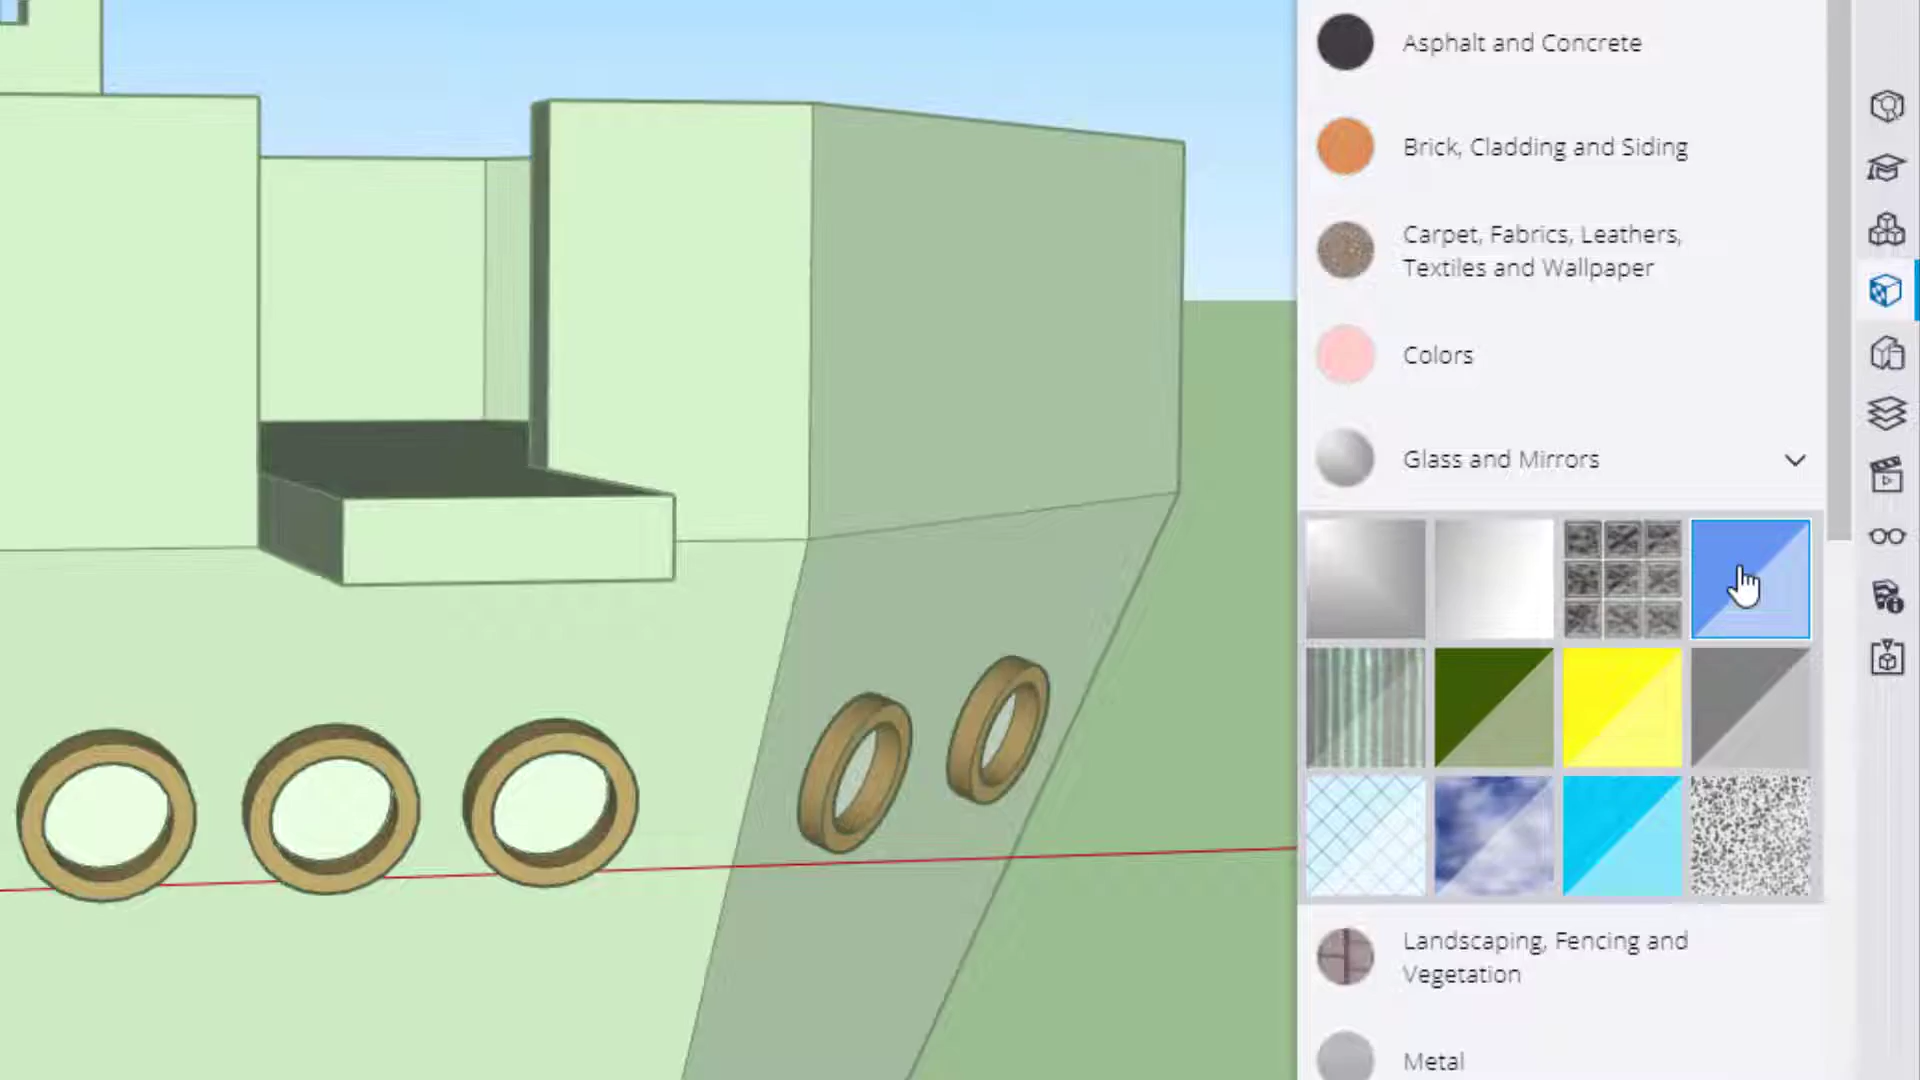 Asphalt and Concrete
Brick, Cladding and Siding
Carpet, Fabrics, Leathers,
Textiles and Wallpaper
Colors
Glass and Mirrors
Landscaping, Fencing and
Vegetation
Metal